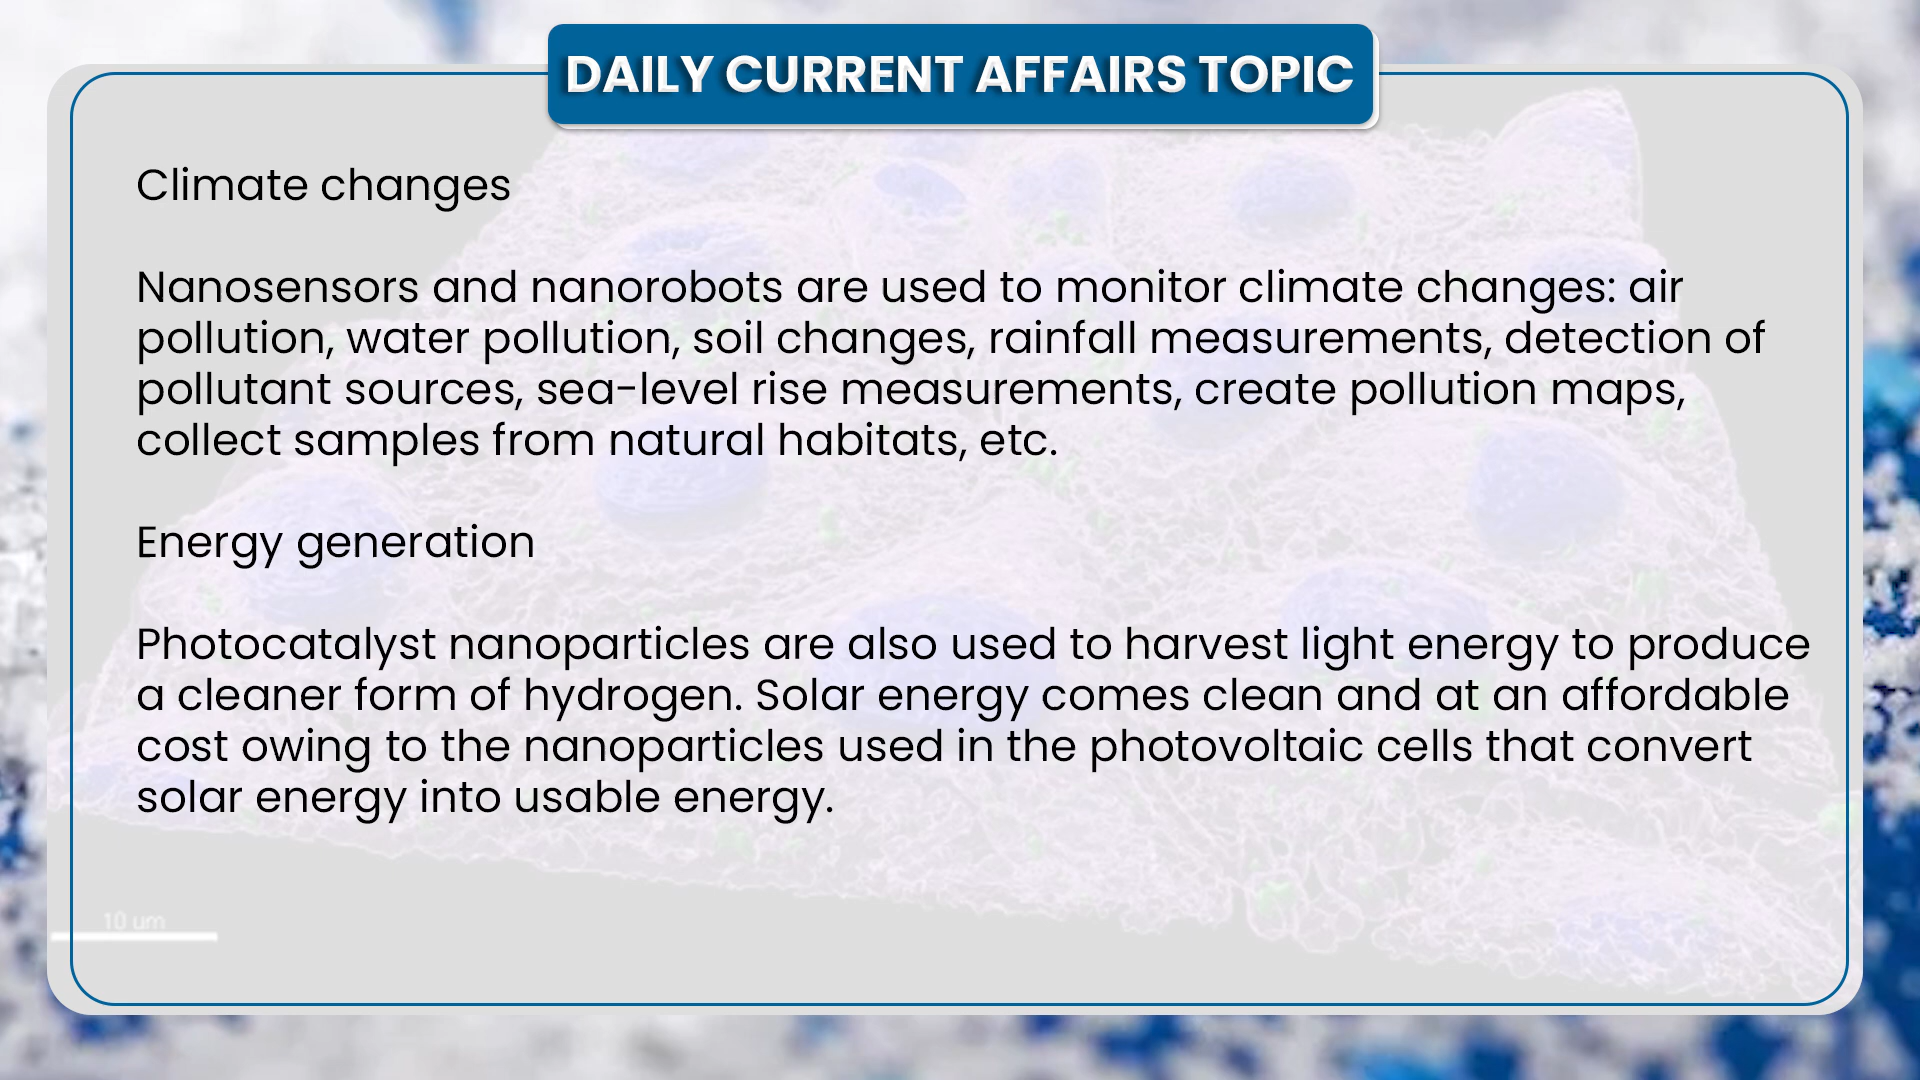 DAILY CURRENT AFFAIRS TOPIC
Climate changes
Nanosensors and nanorobots are used to monitor climate changes: air
pollution, water pollution, soil changes, rainfall measurements, detection of
pollutant sources, sea-level rise measurements, create pollution maps,
collect samples from natural habitats, etc.
Energy generation
Photocatalyst nanoparticles are also used to harvest light energy to produce
a cleaner form of hydrogen. Solar energy comes clean and at an affordable
cost owing to the nanoparticles used in the photovoltaic cells that convert
solar energy into usable energy.
10 um